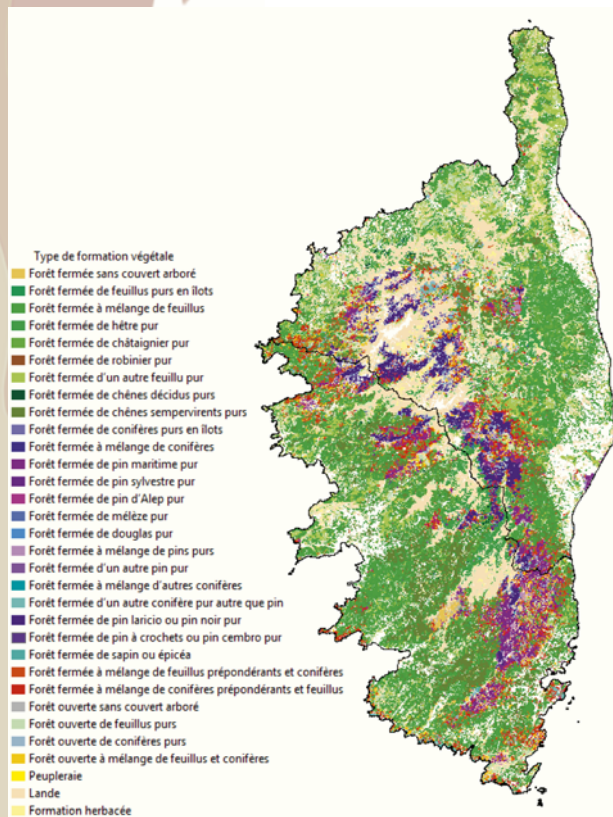 Type de formation végétale
Forêt fermée sans couvert arboré
Forêt fermée de feuillus purs en îlots
Forêt fermée à mélange de feuillus
Forêt fermée de hêtre pur
Forêt fermée de châtaignier pur
Forêt fermée de robinier pur
Forêt fermée d'un autre feuillu pur
Forêt fermée de chênes décidus purs
Forêt fermée de chênes sempervirents purs
Forêt fermée de conifères purs en îlots
Forêt fermée à mélange de conifères
Forêt fermée de pin maritime pur
Forêt fermée de pin sylvestre pur
Forêt fermée de pin d'Alep pur
Forêt fermée de mélèze pur
Forêt fermée de douglas pur
Forêt fermée à mélange de pins purs
Forêt fermée d'un autre pin pur
Forêt fermée à mélange d'autres conifères
Forêt fermée d'un autre conifère pur autre que pin
Forêt fermée de pin laricio ou pin noir pur
Forêt fermée de pin à crochets ou pin cembro pur
Forêt fermée de sapin ou épicéa
Forêt fermée à mélange de feuillus prépondérants et conifères
Forêt fermée à mélange de conifères prépondérants et feuillus
Forêt ouverte sans couvert arboré
Forêt ouverte de feuillus purs
Forêt ouverte de conifères purs
Forêt ouverte à mélange de feuillus et conifères
Peupleraie
Lande
Formation herbacée